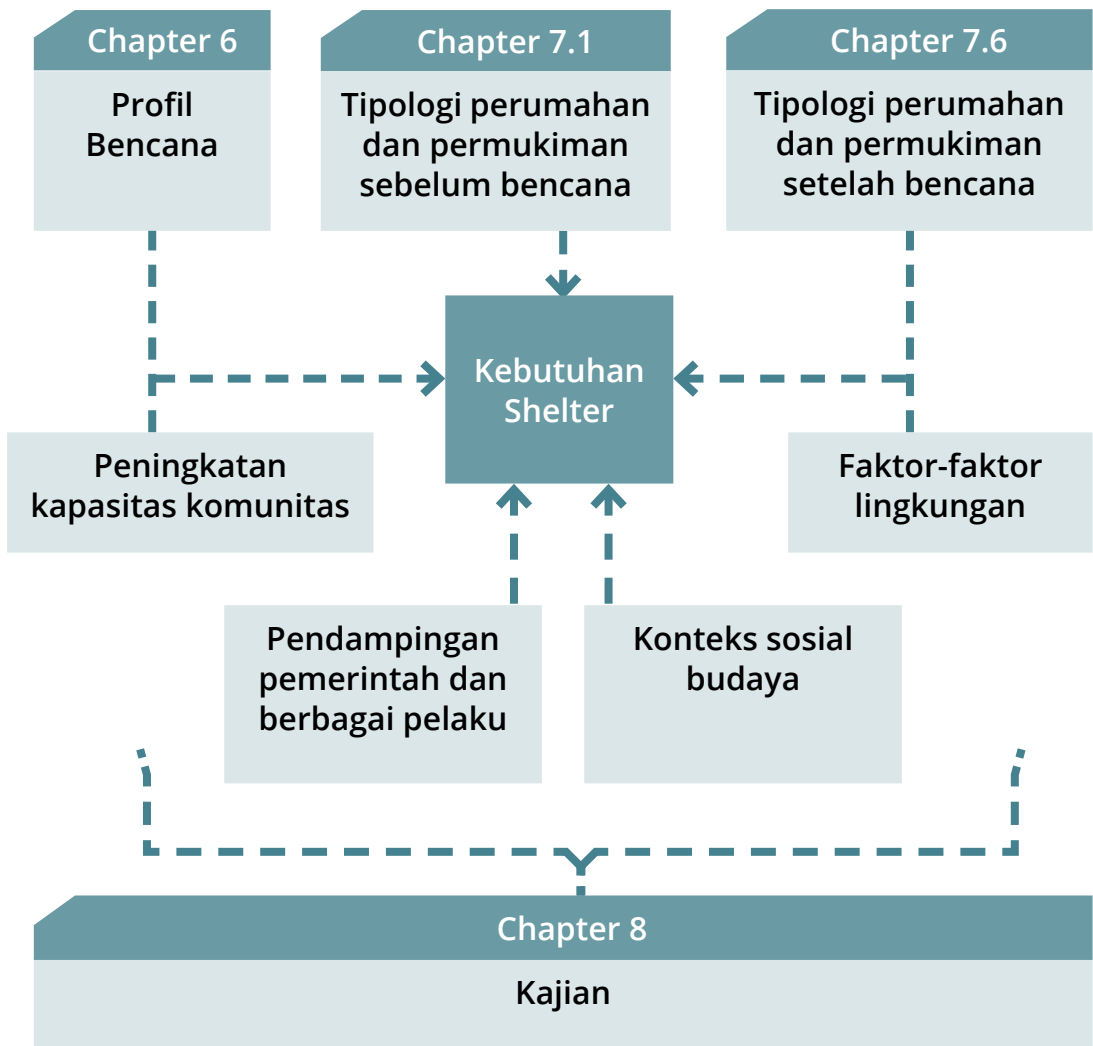 Chapter 6
Profil
Bencana
Chapter 7.1
Tipologi perumahan
dan permukiman
sebelum bencana
Chapter 7.6
Tipologi perumahan
dan permukiman
setelah bencana
Kebutuhan
Shelter
Peningkatan
kapasitas komunitas
Faktor-faktor
lingkungan
Pendampingan
pemerintah dan
berbagai pelaku
Konteks sosial
budaya
Chapter 8
Kajian